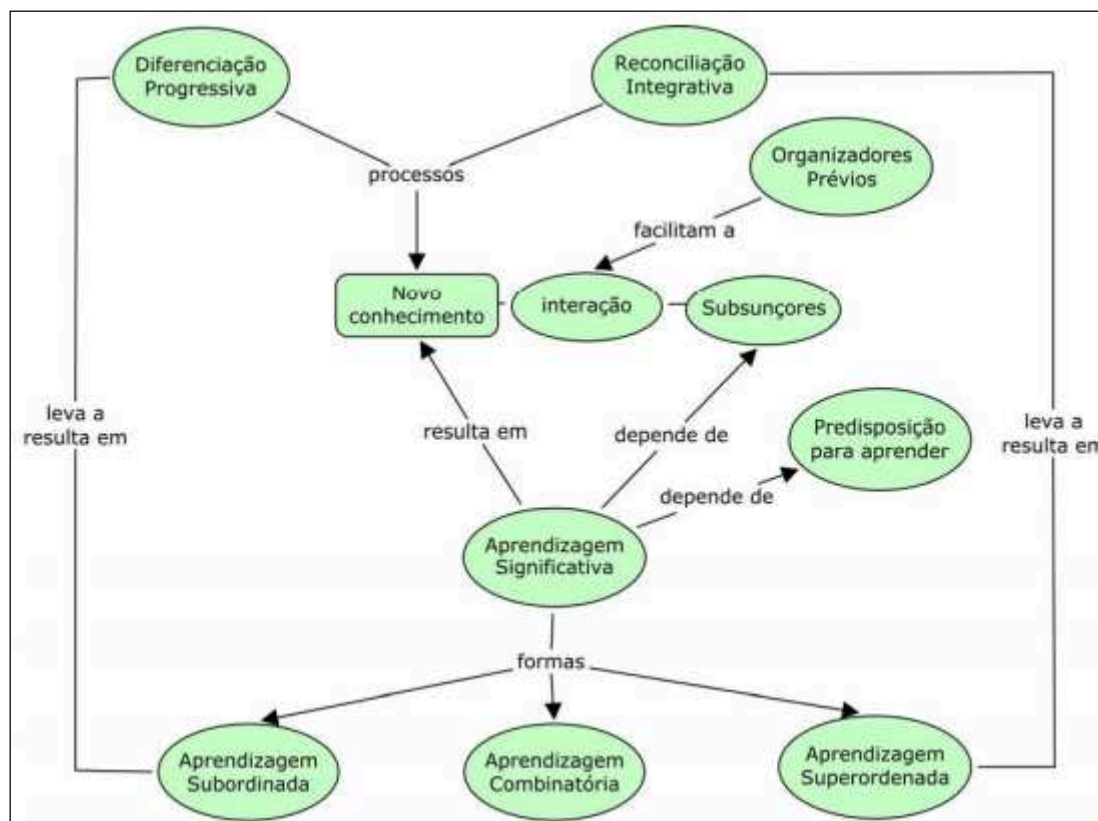 Diferenciação
Progressiva
Reconciliação
Integrativa
Organizadores
Prévios
processos
facilitam a
Novo
conhecimento
interação
Subsunçores
leva a
resulta em
resulta em
depende de
Predisposição
para aprender
leva a
resulta em
depende de
Aprendizagem
Significativa
formas
Aprendizagem
Subordinada
Aprendizagem
Combinatória
Aprendizagem
Superordenada